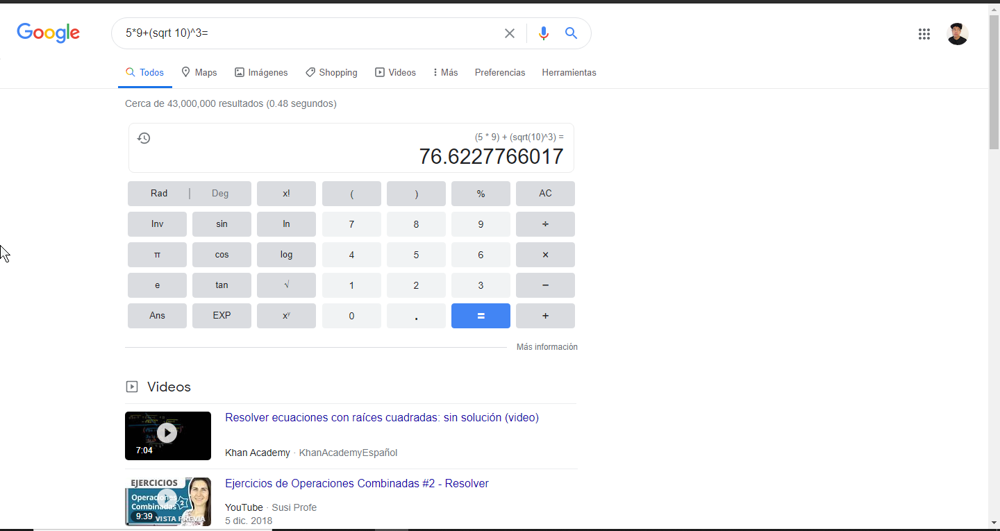 Google
5*9+(sqrt 10)^3=
Todos Maps Imágenes Shopping Videos Más Preferencias Herramientas
Cerca de 43,000,000 resultados (0.48 segundos)
(5 * 9) + (sqrt(10)^3) =
76.6227766017
Rad | Deg x! ( ) % AC
Inv sin ln 7 8 9 ÷
π cos log 4 5 6 ×
e tan √ 1 2 3 −
Ans EXP xʸ 0 . = +
Más información
Videos
Resolver ecuaciones con raíces cuadradas: sin solución (video)
7:04
Khan Academy · KhanAcademyEspañol
EJERCICIOS
Operaciones
Combinadas 2
9:39 VISTA PREVIA
Ejercicios de Operaciones Combinadas #2 - Resolver
YouTube · Susi Profe
5 dic. 2018